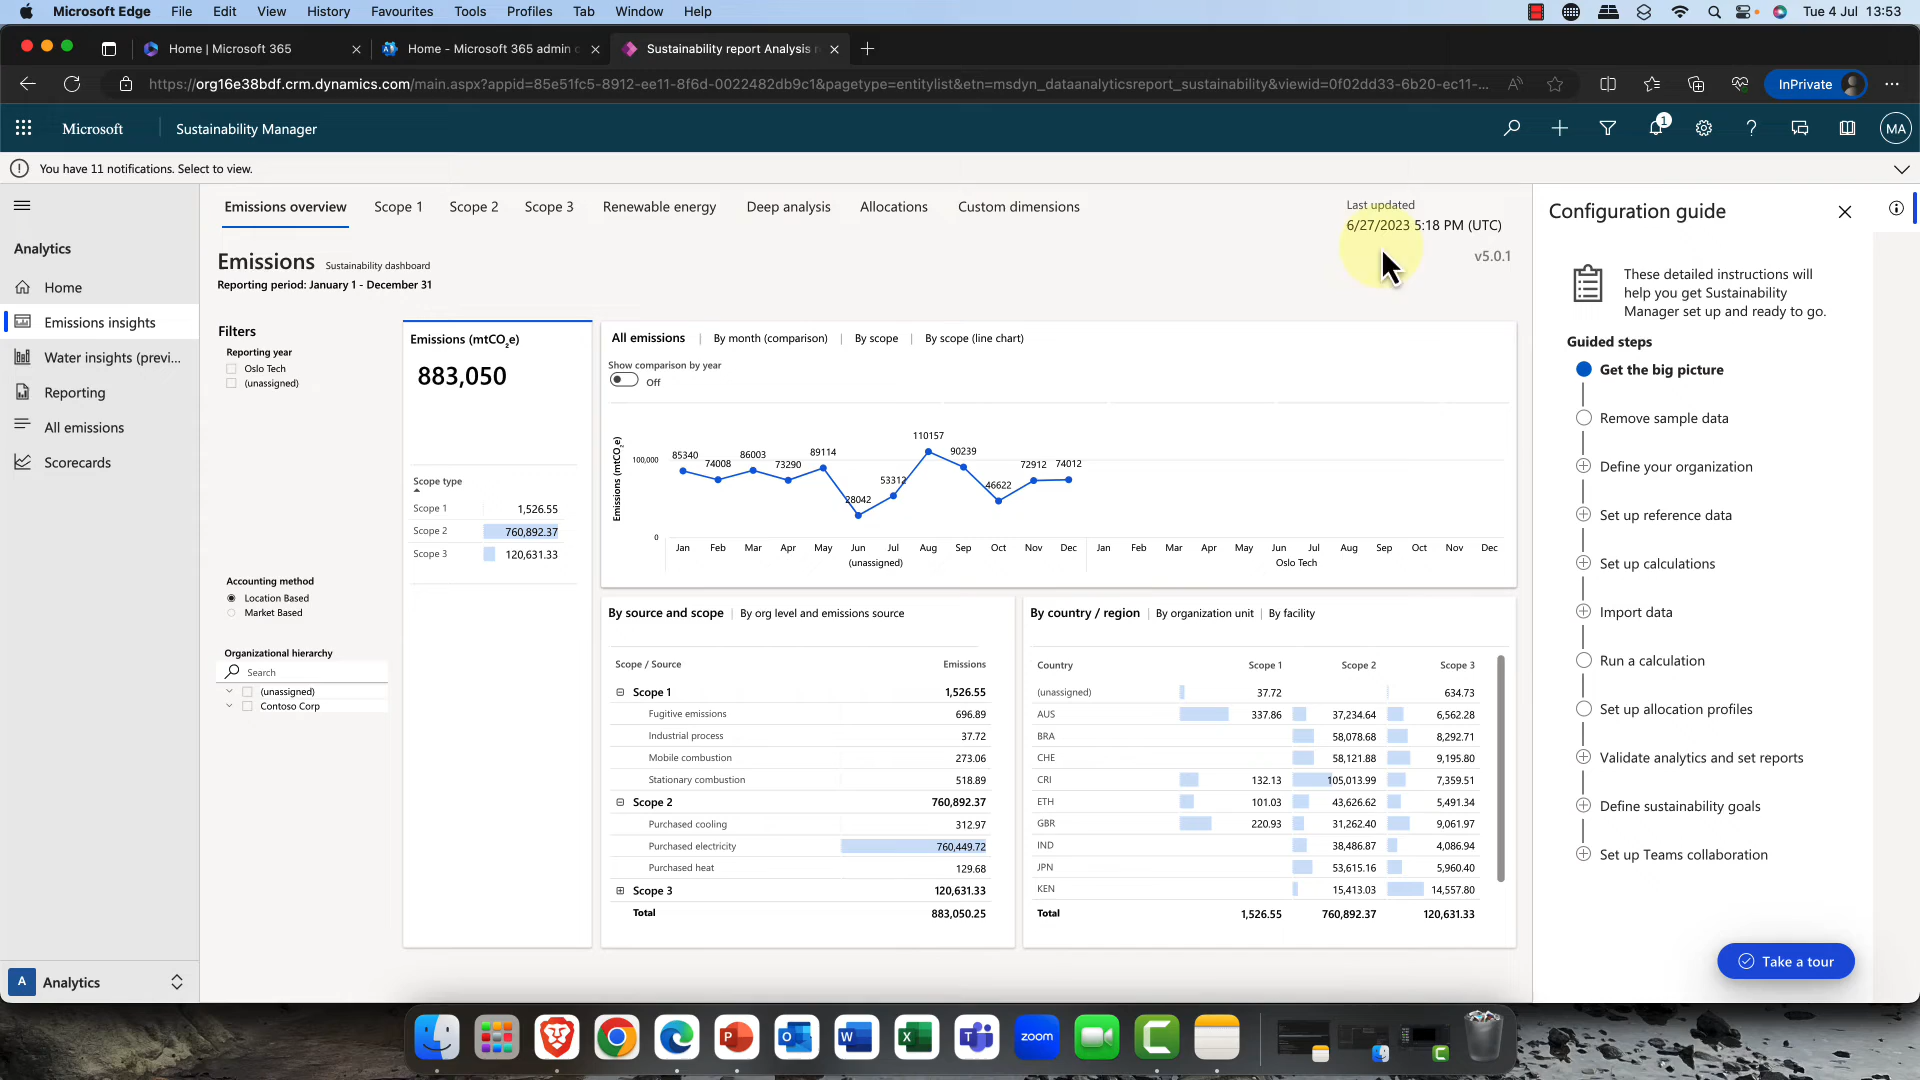 Microsoft Edge File Edit View History Favourites Tools Profiles Tab Window Help Tue 4 Jul 13:53
Home | Microsoft 365
Home - Microsoft 365 admin c
Sustainability report Analysis r
https://org16e38bdf.crm.dynamics.com/main.aspx?appid=85e51fc5-8912-ee11-8f6d-0022482db9c1&pagetype=entitylist&etn=msdyn_dataanalyticsreport_sustainability&viewid=0f02dd33-6b20-ec11-...
InPrivate
Microsoft
Sustainability Manager
1
MA
You have 11 notifications. Select to view.
Analytics
Home
Emissions insights
Water insights (previ...
Reporting
All emissions
Scorecards
A Analytics
Emissions overview Scope 1 Scope 2 Scope 3 Renewable energy Deep analysis Allocations Custom dimensions
Last updated
6/27/2023 5:18 PM (UTC)
v5.0.1
Emissions Sustainability dashboard
Reporting period: January 1 - December 31
Filters
Reporting year
Oslo Tech
(unassigned)
Accounting method
Location Based
Market Based
Organizational hierarchy
Search
(unassigned)
Contoso Corp
Emissions (mtCO2e)
883,050
Scope type
Scope 1 1,526.55
Scope 2 760,892.37
Scope 3 120,631.33
All emissions | By month (comparison) | By scope | By scope (line chart)
Show comparison by year
Off
Emissions (mtCO2e)
100,000
0
85340 74008 86003 73290 89114 28042 53312 110157 90239 46622 72912 74012
Jan Feb Mar Apr May Jun Jul Aug Sep Oct Nov Dec Jan Feb Mar Apr May Jun Jul Aug Sep Oct Nov Dec
(unassigned) Oslo Tech
By source and scope | By org level and emissions source
Scope / Source Emissions
Scope 1 1,526.55
Fugitive emissions 696.89
Industrial process 37.72
Mobile combustion 273.06
Stationary combustion 518.89
Scope 2 760,892.37
Purchased cooling 312.97
Purchased electricity 760,449.72
Purchased heat 129.68
Scope 3 120,631.33
Total 883,050.25
By country / region | By organization unit | By facility
Country Scope 1 Scope 2 Scope 3
(unassigned) 37.72 634.73
AUS 337.86 37,234.64 6,562.28
BRA 58,078.68 8,292.71
CHE 58,121.88 9,195.80
CRI 132.13 105,013.99 7,359.51
ETH 101.03 43,626.62 5,491.34
GBR 220.93 31,262.40 9,061.97
IND 38,486.87 4,086.94
JPN 53,615.16 5,960.40
KEN 15,413.03 14,557.80
Total 1,526.55 760,892.37 120,631.33
Configuration guide
These detailed instructions will
help you get Sustainability
Manager set up and ready to go.
Guided steps
Get the big picture
Remove sample data
Define your organization
Set up reference data
Set up calculations
Import data
Run a calculation
Set up allocation profiles
Validate analytics and set reports
Define sustainability goals
Set up Teams collaboration
Take a tour
zoom